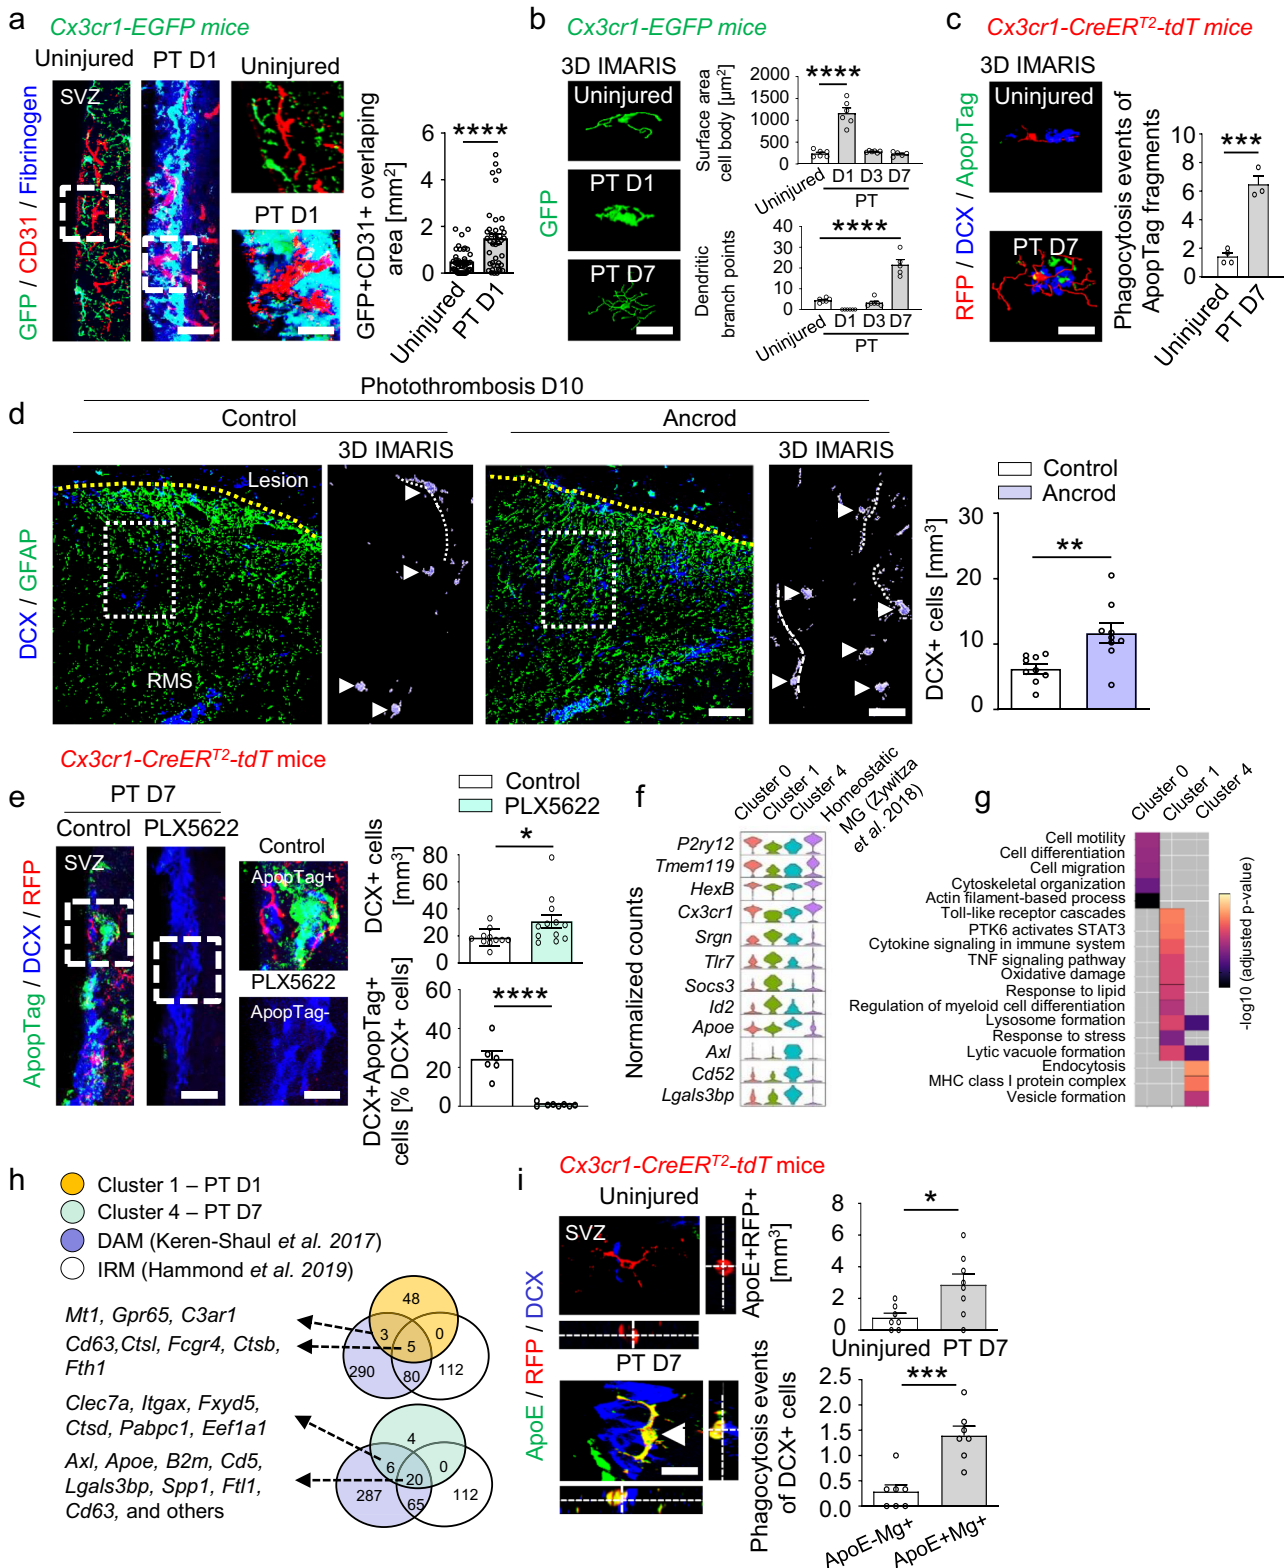 a
Cx3cr1-EGFP mice
Uninjured
PT D1
Uninjured
SVZ
PT D1
GFP / CD31 / Fibrinogen
GFP+CD31+ overlaping
area [mm2]
6
4
2
0
****
Uninjured
PT D1
b
Cx3cr1-EGFP mice
3D IMARIS
Uninjured
PT D1
PT D7
GFP
Surface area
cell body [µm²]
2000
1500
1000
500
0
****
Uninjured
D1
D3
D7
PT
Dendritic
branch points
40
30
20
10
0
****
Uninjured
D1
D3
D7
PT
c
Cx3cr1-CreERT2-tdT mice
3D IMARIS
Uninjured
PT D7
RFP / DCX / ApopTag
Phagocytosis events of
ApopTag fragments
10
8
6
4
2
0
***
Uninjured
PT D7
Photothrombosis D10
d
Control
Ancrod
3D IMARIS
3D IMARIS
Lesion
RMS
DCX / GFAP
Control
Ancrod
DCX+ cells [mm3]
30
20
10
0
**
Cx3cr1-CreERT2-tdT mice
e
PT D7
Control
PLX5622
SVZ
Control
ApopTag+
PLX5622
ApopTag-
ApopTag / DCX / RFP
Control
PLX5622
DCX+ cells
[mm3]
80
60
40
20
0
*
DCX+ApopTag+
cells [% DCX+ cells]
60
40
20
0
****
f
Cluster 0
Cluster 1
Cluster 4
Homeostatic
MG (Zywitza
et al. 2018)
Normalized counts
P2ry12
Tmem119
HexB
Cx3cr1
Srgn
Tlr7
Socs3
Id2
Apoe
Axl
Cd52
Lgals3bp
g
Cluster 0
Cluster 1
Cluster 4
Cell motility
Cell differentiation
Cell migration
Cytoskeletal organization
Actin filament-based process
Toll-like receptor cascades
PTK6 activates STAT3
Cytokine signaling in immune system
TNF signaling pathway
Oxidative damage
Response to lipid
Regulation of myeloid cell differentiation
Lysosome formation
Response to stress
Lytic vacuole formation
Endocytosis
MHC class I protein complex
Vesicle formation
-log10 (adjusted p-value)
h
Cluster 1 – PT D1
Cluster 4 – PT D7
DAM (Keren-Shaul et al. 2017)
IRM (Hammond et al. 2019)
Mt1, Gpr65, C3ar1
Cd63,Ctsl, Fcgr4, Ctsb,
Fth1
48
3
0
5
290
80
112
Clec7a, Itgax, Fxyd5,
Ctsd, Pabpc1, Eef1a1
Axl, Apoe, B2m, Cd5,
Lgals3bp, Spp1, Ftl1,
Cd63, and others
4
6
0
20
287
65
112
Cx3cr1-CreERT2-tdT mice
i
Uninjured
SVZ
PT D7
ApoE / RFP / DCX
ApoE+RFP+
[mm3]
8
6
4
2
0
*
Uninjured
PT D7
Phagocytosis events
of DCX+ cells
2.5
2.0
1.5
1.0
0.5
0.0
***
ApoE-Mg+
ApoE+Mg+